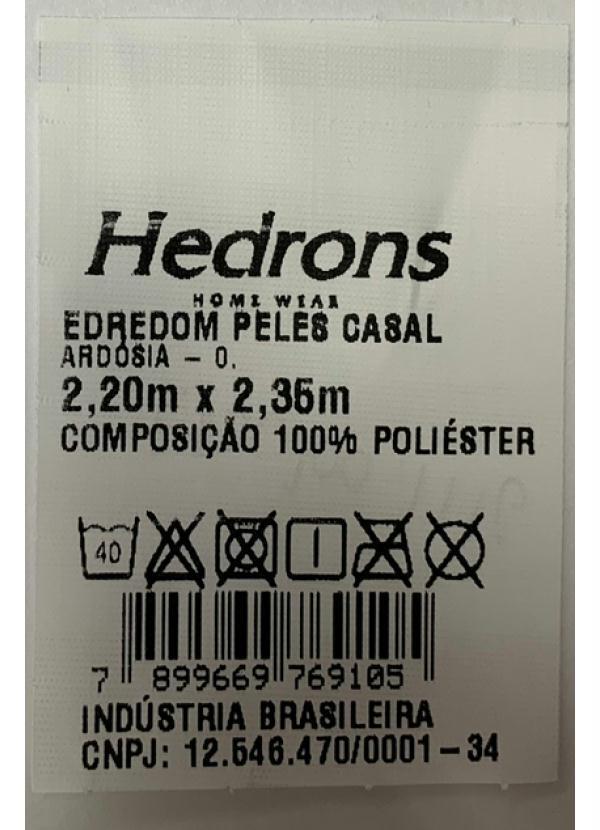 Hedrons
HOME WEAR
EDREDOM PELES CASAL
ARDÓSIA - 0.
2,20m x 2,35m
COMPOSIÇÃO 100% POLIÉSTER
40
7 899669 769105
INDÚSTRIA BRASILEIRA
CNPJ: 12.546.470/0001-34